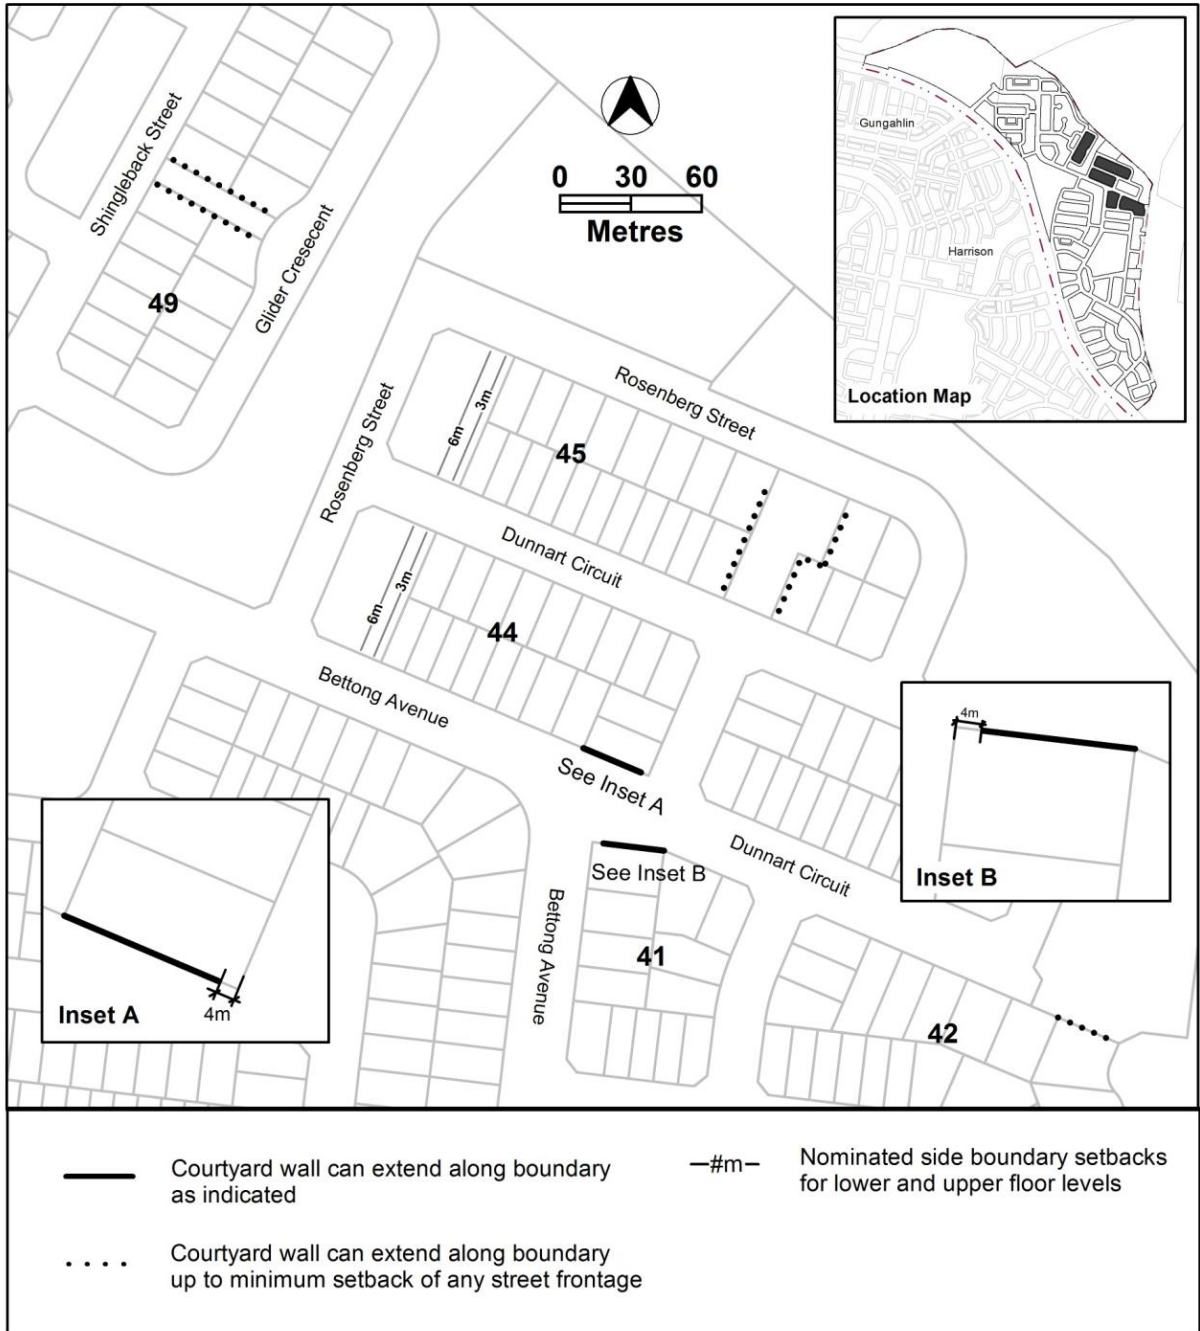 Shingleback Street
Glider Cresecent
49
0 30 60
Metres
Gungahlin
Harrison
Location Map
Rosenberg Street
Rosenberg Street
3m
6m
45
Dunnart Circuit
3m
6m
44
Bettong Avenue
See Inset A
4m
Inset B
See Inset B
Dunnart Circuit
Bettong Avenue
41
42
Inset A
4m
Courtyard wall can extend along boundary
as indicated
#m
Nominated side boundary setbacks
for lower and upper floor levels
Courtyard wall can extend along boundary
up to minimum setback of any street frontage